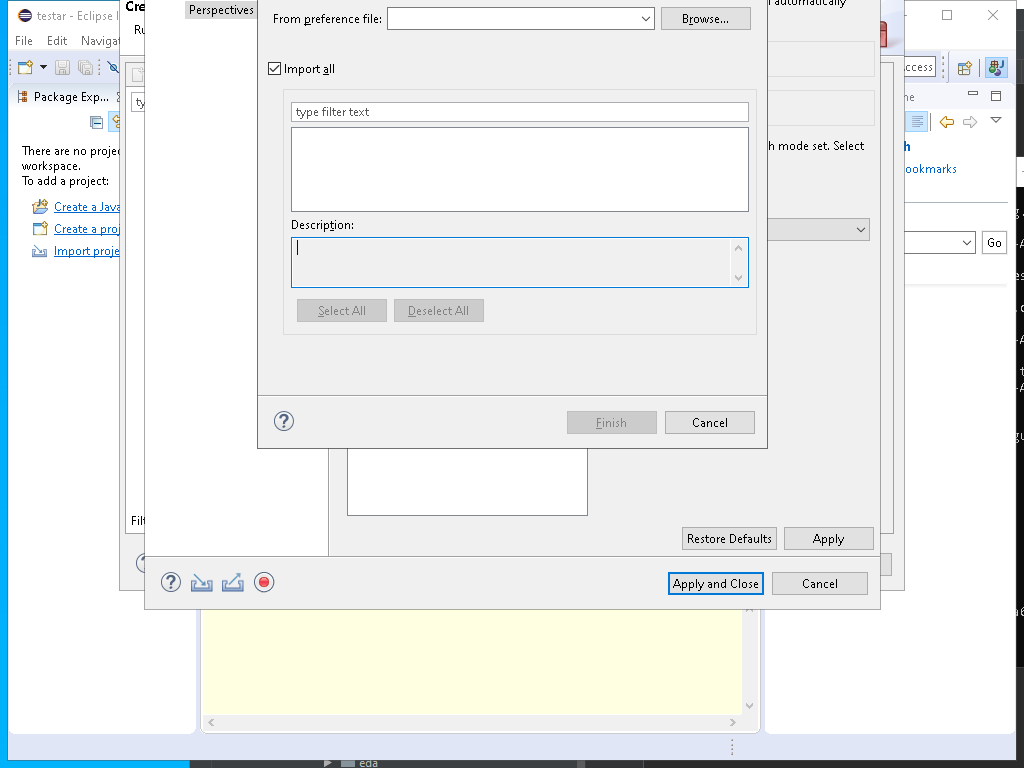 testar - Eclipse I
Cre
Perspectives
Ru
File Edit Navigat
From preference file:
Browse...
automatically
ccess
Import all
Package Exp...
ty
ne
type filter text
There are no projec
workspace.
To add a project:
h mode set. Select
h
ookmarks
Create a Java
Create a proj
Import proje
Description:
Go
Select All
Deselect All
Finish
Cancel
Filt
Restore Defaults
Apply
Apply and Close
Cancel
eda